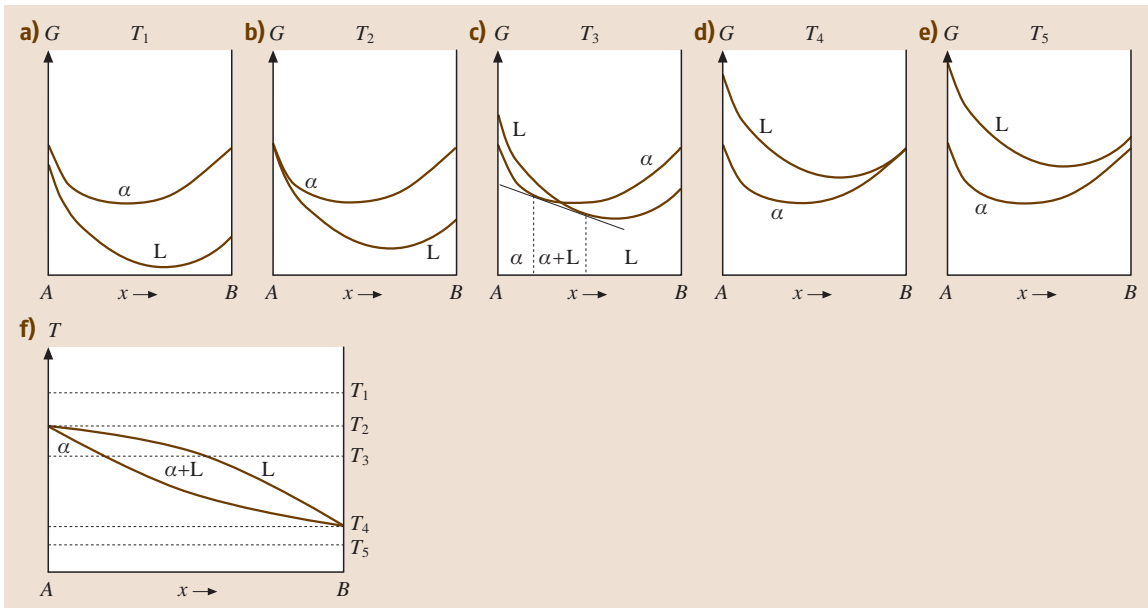 a) G T1
α
L
A x → B
b) G T2
α
L
A x → B
c) G T3
L
α
α α+L L
A x → B
d) G T4
L
α
A x → B
e) G T5
L
α
A x → B
f) T
T1
T2
α
T3
α+L L
T4
T5
A x → B